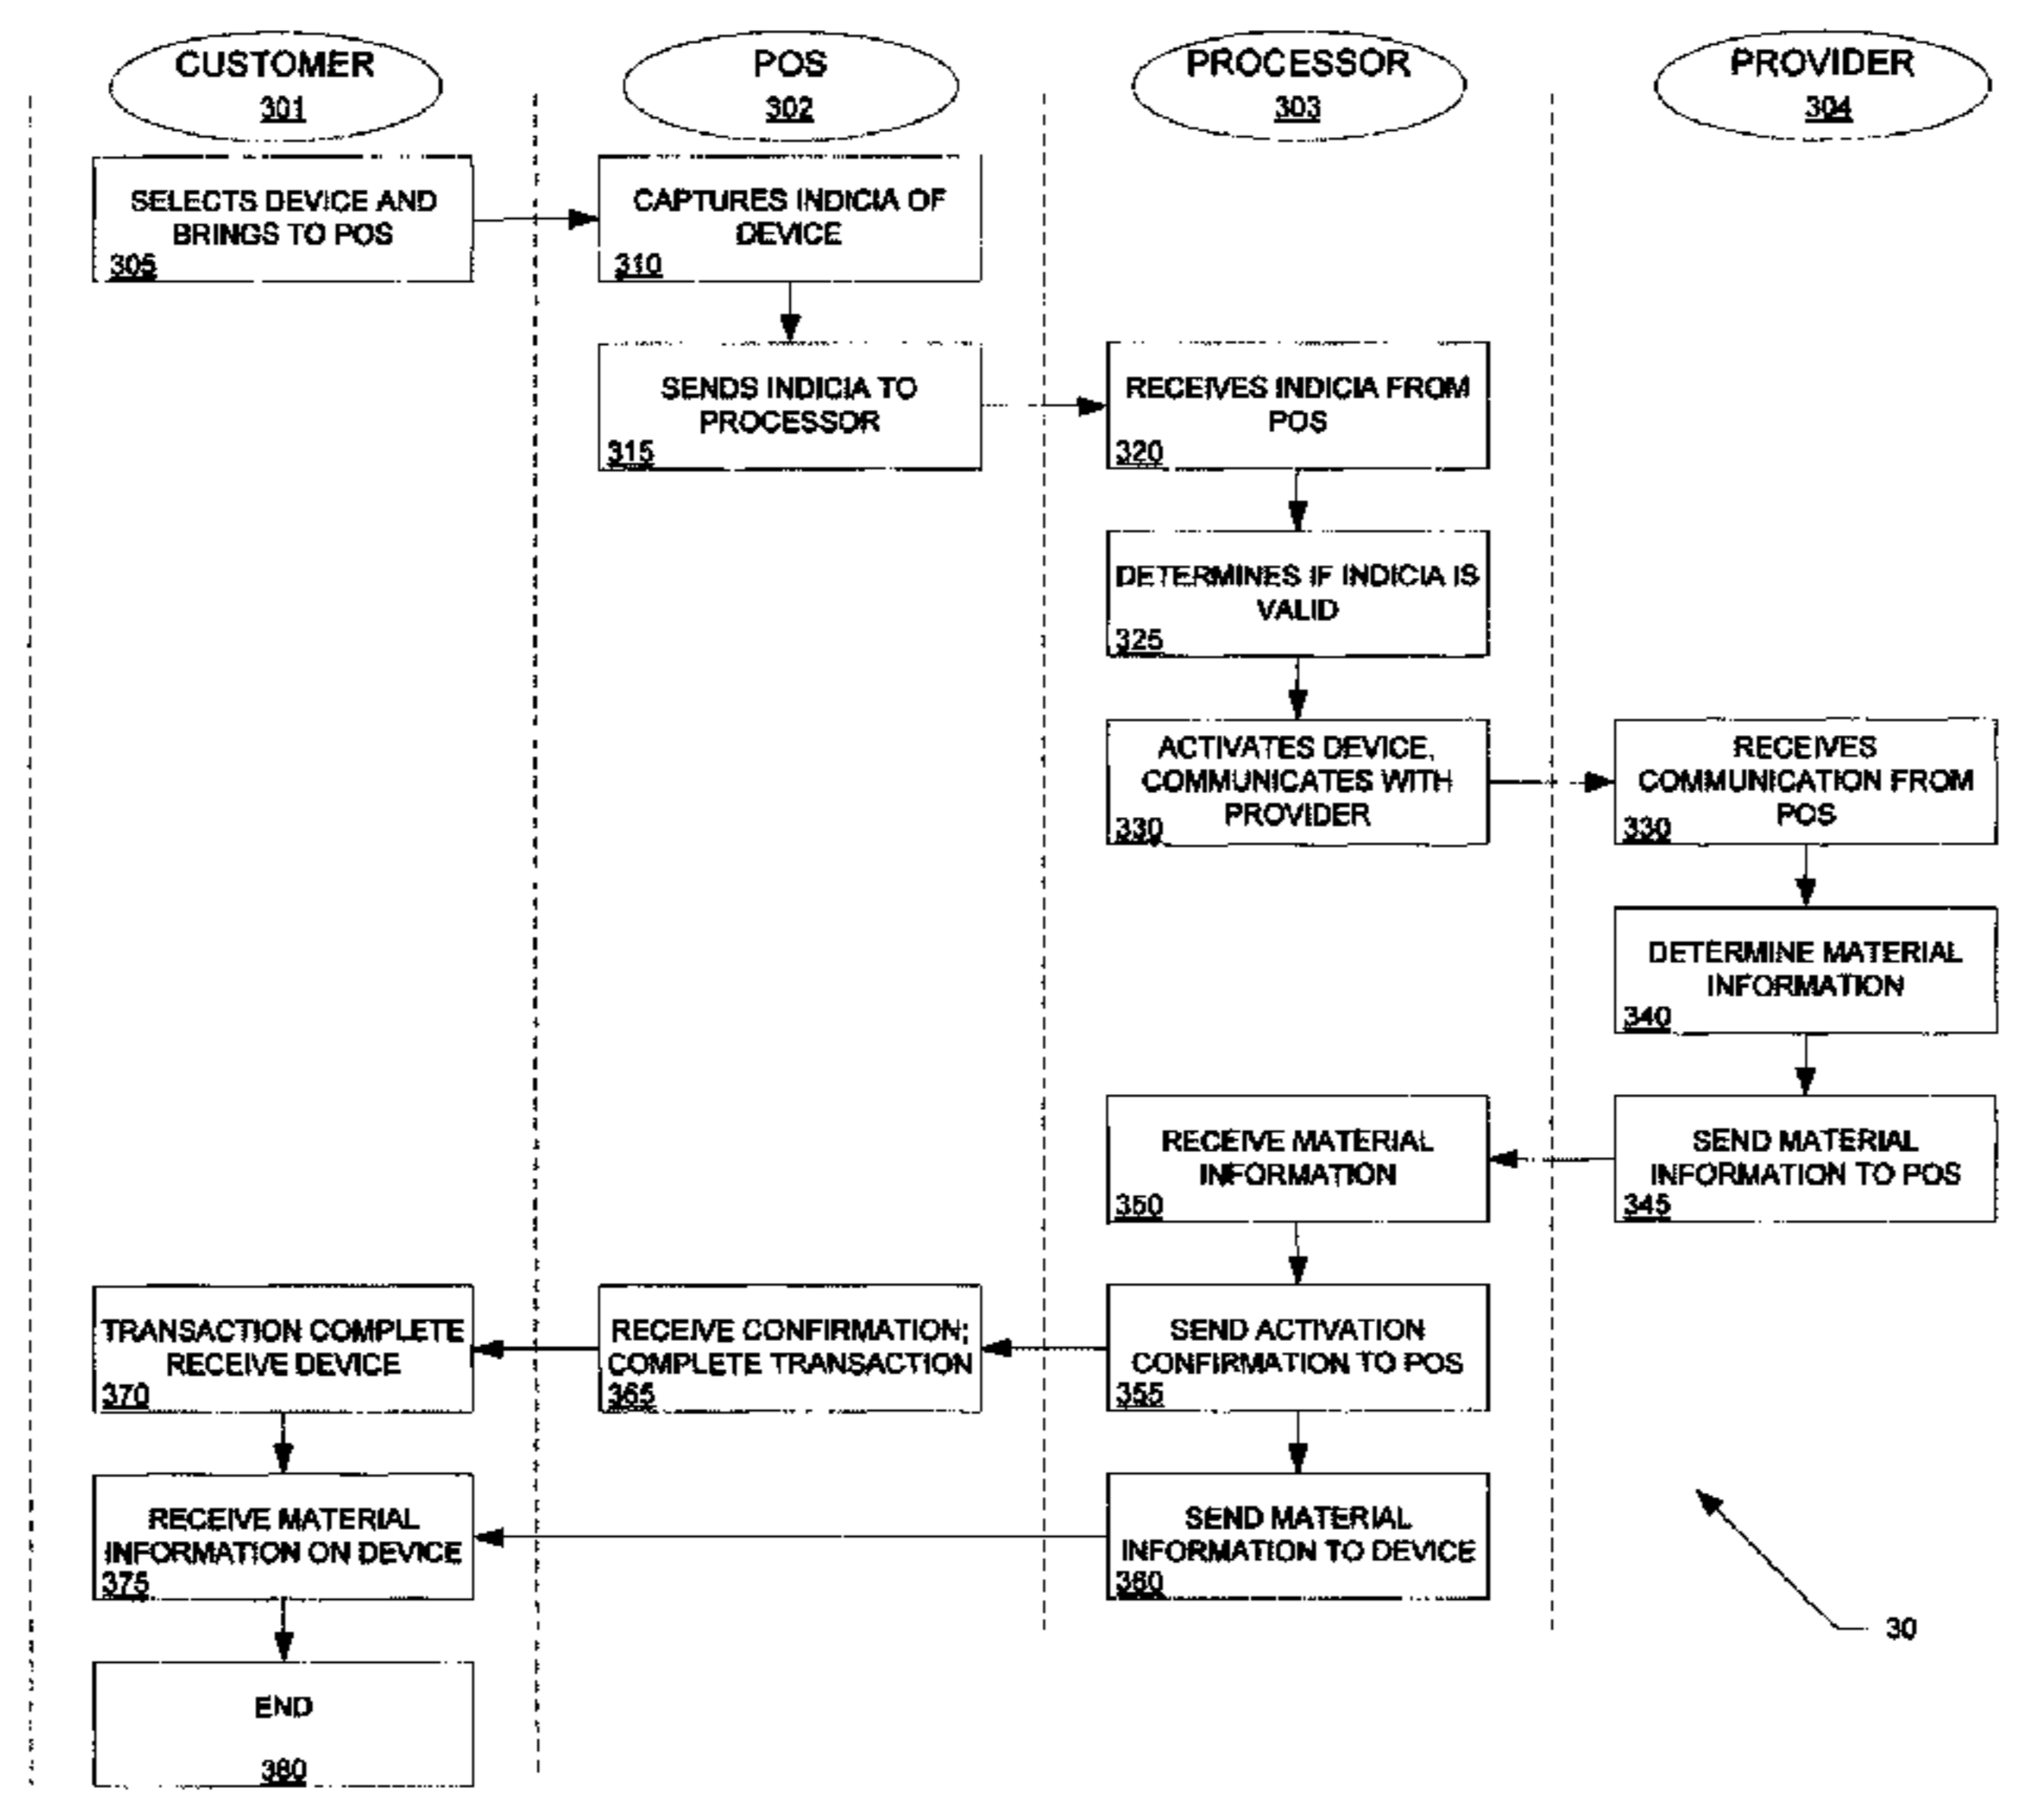 CUSTOMER
301
POS
302
PROCESSOR
303
PROVIDER
304
SELECTS DEVICE AND
BRINGS TO POS
305
CAPTURES INDICIA OF
DEVICE
310
SENDS INDICIA TO
PROCESSOR
315
RECEIVES INDICIA FROM
POS
320
DETERMINES IF INDICIA IS
VALID
325
ACTIVATES DEVICE,
COMMUNICATES WITH
PROVIDER
330
RECEIVES
COMMUNICATION FROM
POS
330
DETERMINE MATERIAL
INFORMATION
340
SEND MATERIAL
INFORMATION TO POS
345
RECEIVE MATERIAL
INFORMATION
350
SEND ACTIVATION
CONFIRMATION TO POS
355
RECEIVE CONFIRMATION;
COMPLETE TRANSACTION
365
TRANSACTION COMPLETE
RECEIVE DEVICE
370
SEND MATERIAL
INFORMATION TO DEVICE
360
RECEIVE MATERIAL
INFORMATION ON DEVICE
375
END
380
30